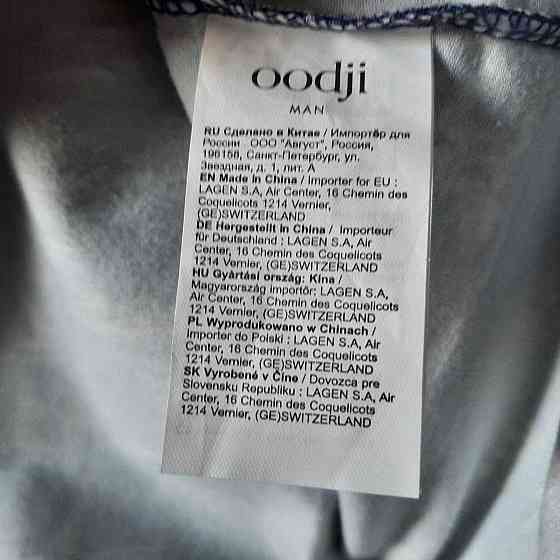 oodji
MAN
RU Сделано в Китае / Импортёр для
России : ООО "Август", Россия,
196158, Санкт-Петербург, ул.
Звездная, д. 1, лит. А
EN Made in China / Importer for EU :
LAGEN S.A, Air Center, 16 Chemin des
Coquelicots 1214 Vernier,
(GE)SWITZERLAND
DE Hergestellt in China / Importeur
für Deutschland : LAGEN S.A, Air
Center, 16 Chemin des Coquelicots
1214 Vernier, (GE)SWITZERLAND
HU Gyártási ország: Kína /
Magyarország importőr: LAGEN S.A,
Air Center, 16 Chemin des Coquelicots
1214 Vernier, (GE)SWITZERLAND
PL Wyprodukowano w Chinach /
Importer do Polski : LAGEN S.A, Air
Center, 16 Chemin des Coquelicots
1214 Vernier, (GE)SWITZERLAND
SK Vyrobené v Číne / Dovozca pre
Slovensku Republiku : LAGEN S.A, Air
Center, 16 Chemin des Coquelicots
1214 Vernier, (GE)SWITZERLAND